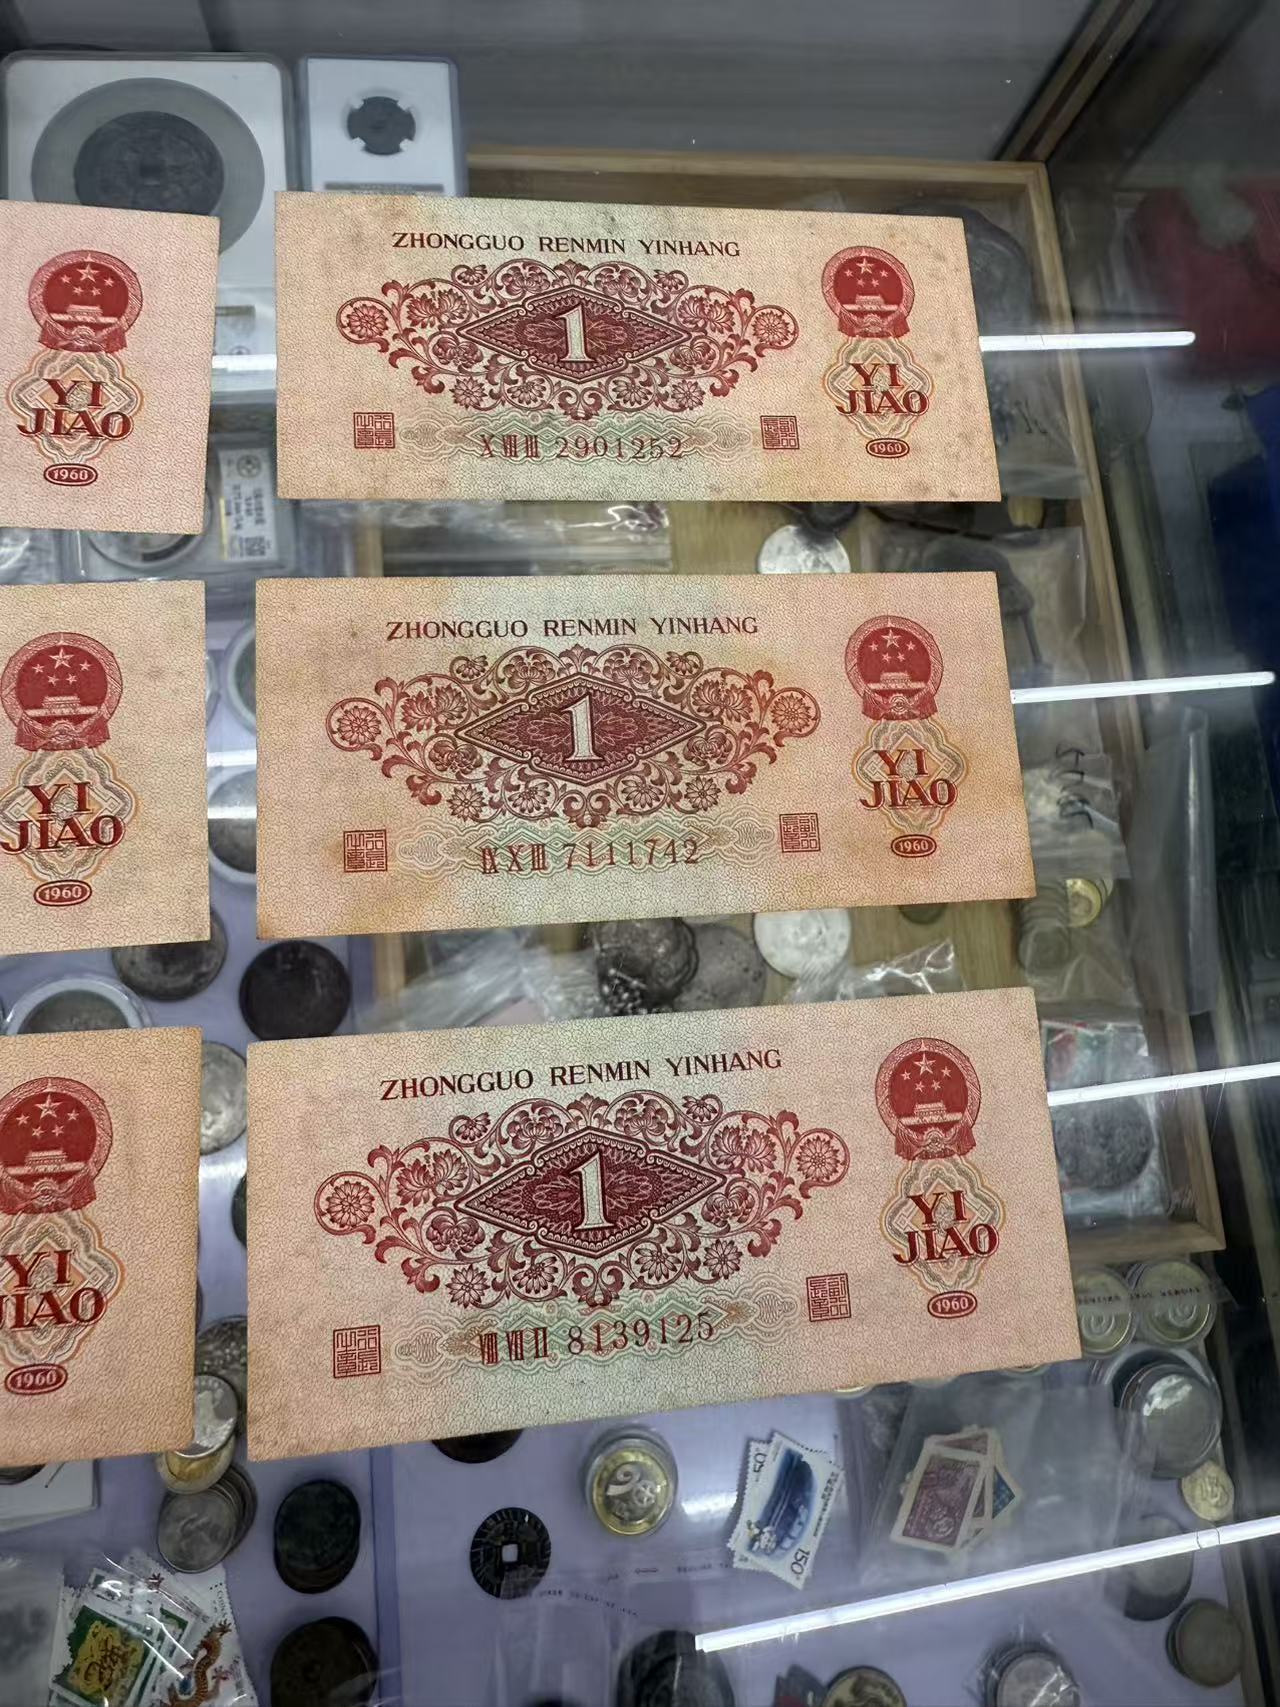 ZHONGGUO RENMIN YINHANG
1
YI
JIAO
1960
X VIII III 2901252
YI
JIAO
1960
ZHONGGUO RENMIN YINHANG
1
YI
JIAO
1960
IX X III 7111742
YI
JIAO
1960
ZHONGGUO RENMIN YINHANG
1
YI
JIAO
1960
VIII VII II 8139125
YI
JIAO
1960
150